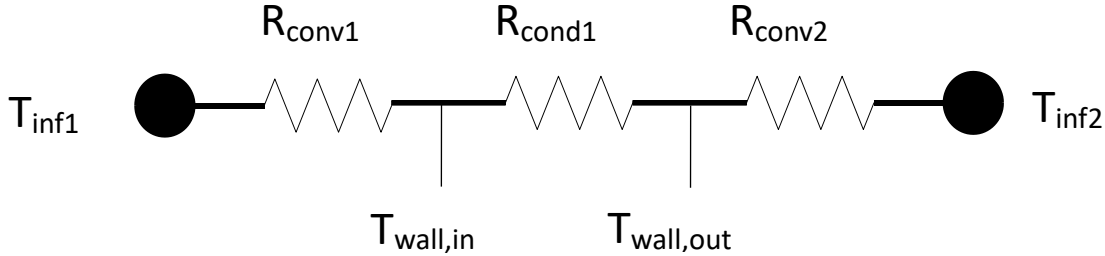 R_conv1 R_cond1 R_conv2
T_inf1 T_inf2
T_wall,in T_wall,out